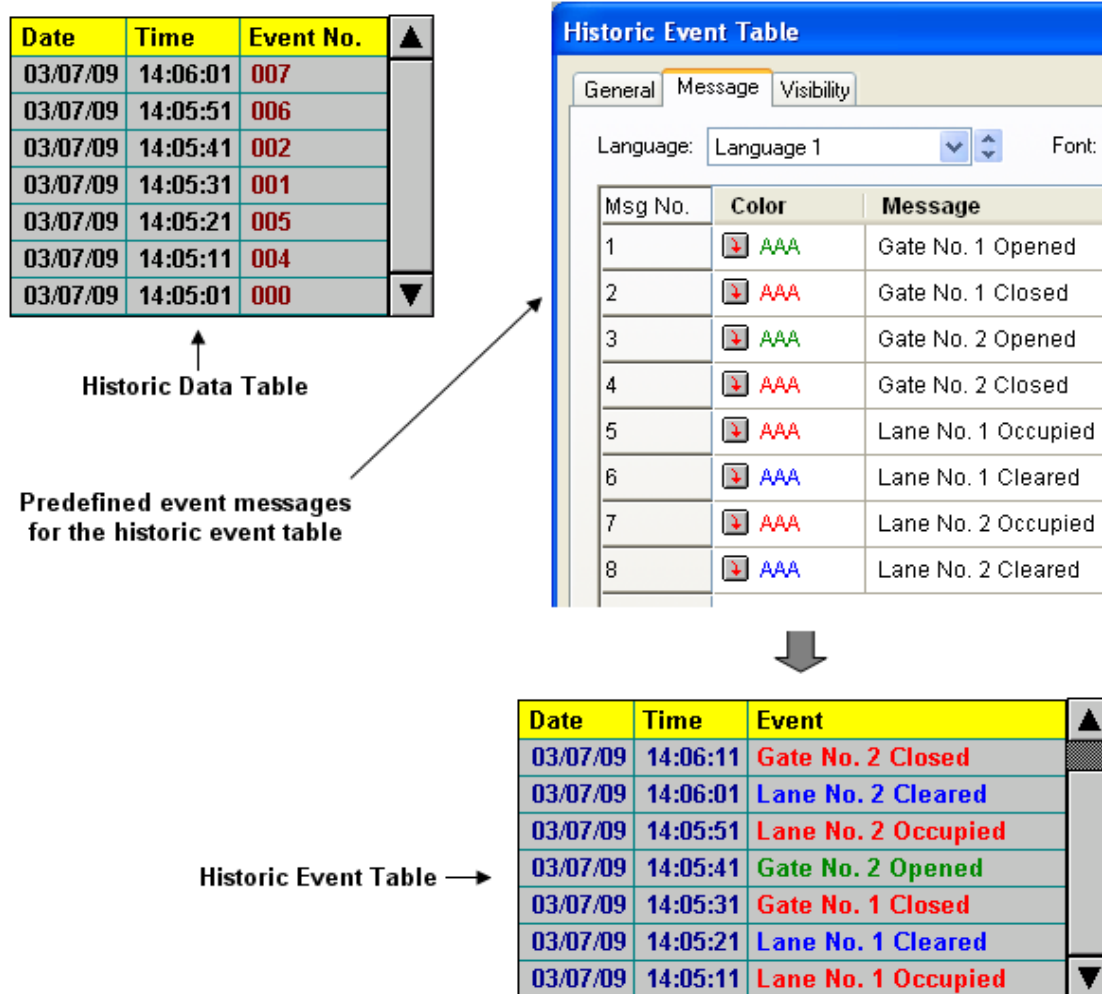 Date Time Event No.
03/07/09 14:06:01 007
03/07/09 14:05:51 006
03/07/09 14:05:41 002
03/07/09 14:05:31 001
03/07/09 14:05:21 005
03/07/09 14:05:11 004
03/07/09 14:05:01 000
Historic Data Table
Predefined event messages
for the historic event table
Historic Event Table
General Message Visibility
Language: Language 1 Font:
Msg No. Color Message
1 AAA Gate No. 1 Opened
2 AAA Gate No. 1 Closed
3 AAA Gate No. 2 Opened
4 AAA Gate No. 2 Closed
5 AAA Lane No. 1 Occupied
6 AAA Lane No. 1 Cleared
7 AAA Lane No. 2 Occupied
8 AAA Lane No. 2 Cleared
Historic Event Table
Date Time Event
03/07/09 14:06:11 Gate No. 2 Closed
03/07/09 14:06:01 Lane No. 2 Cleared
03/07/09 14:05:51 Lane No. 2 Occupied
03/07/09 14:05:41 Gate No. 2 Opened
03/07/09 14:05:31 Gate No. 1 Closed
03/07/09 14:05:21 Lane No. 1 Cleared
03/07/09 14:05:11 Lane No. 1 Occupied